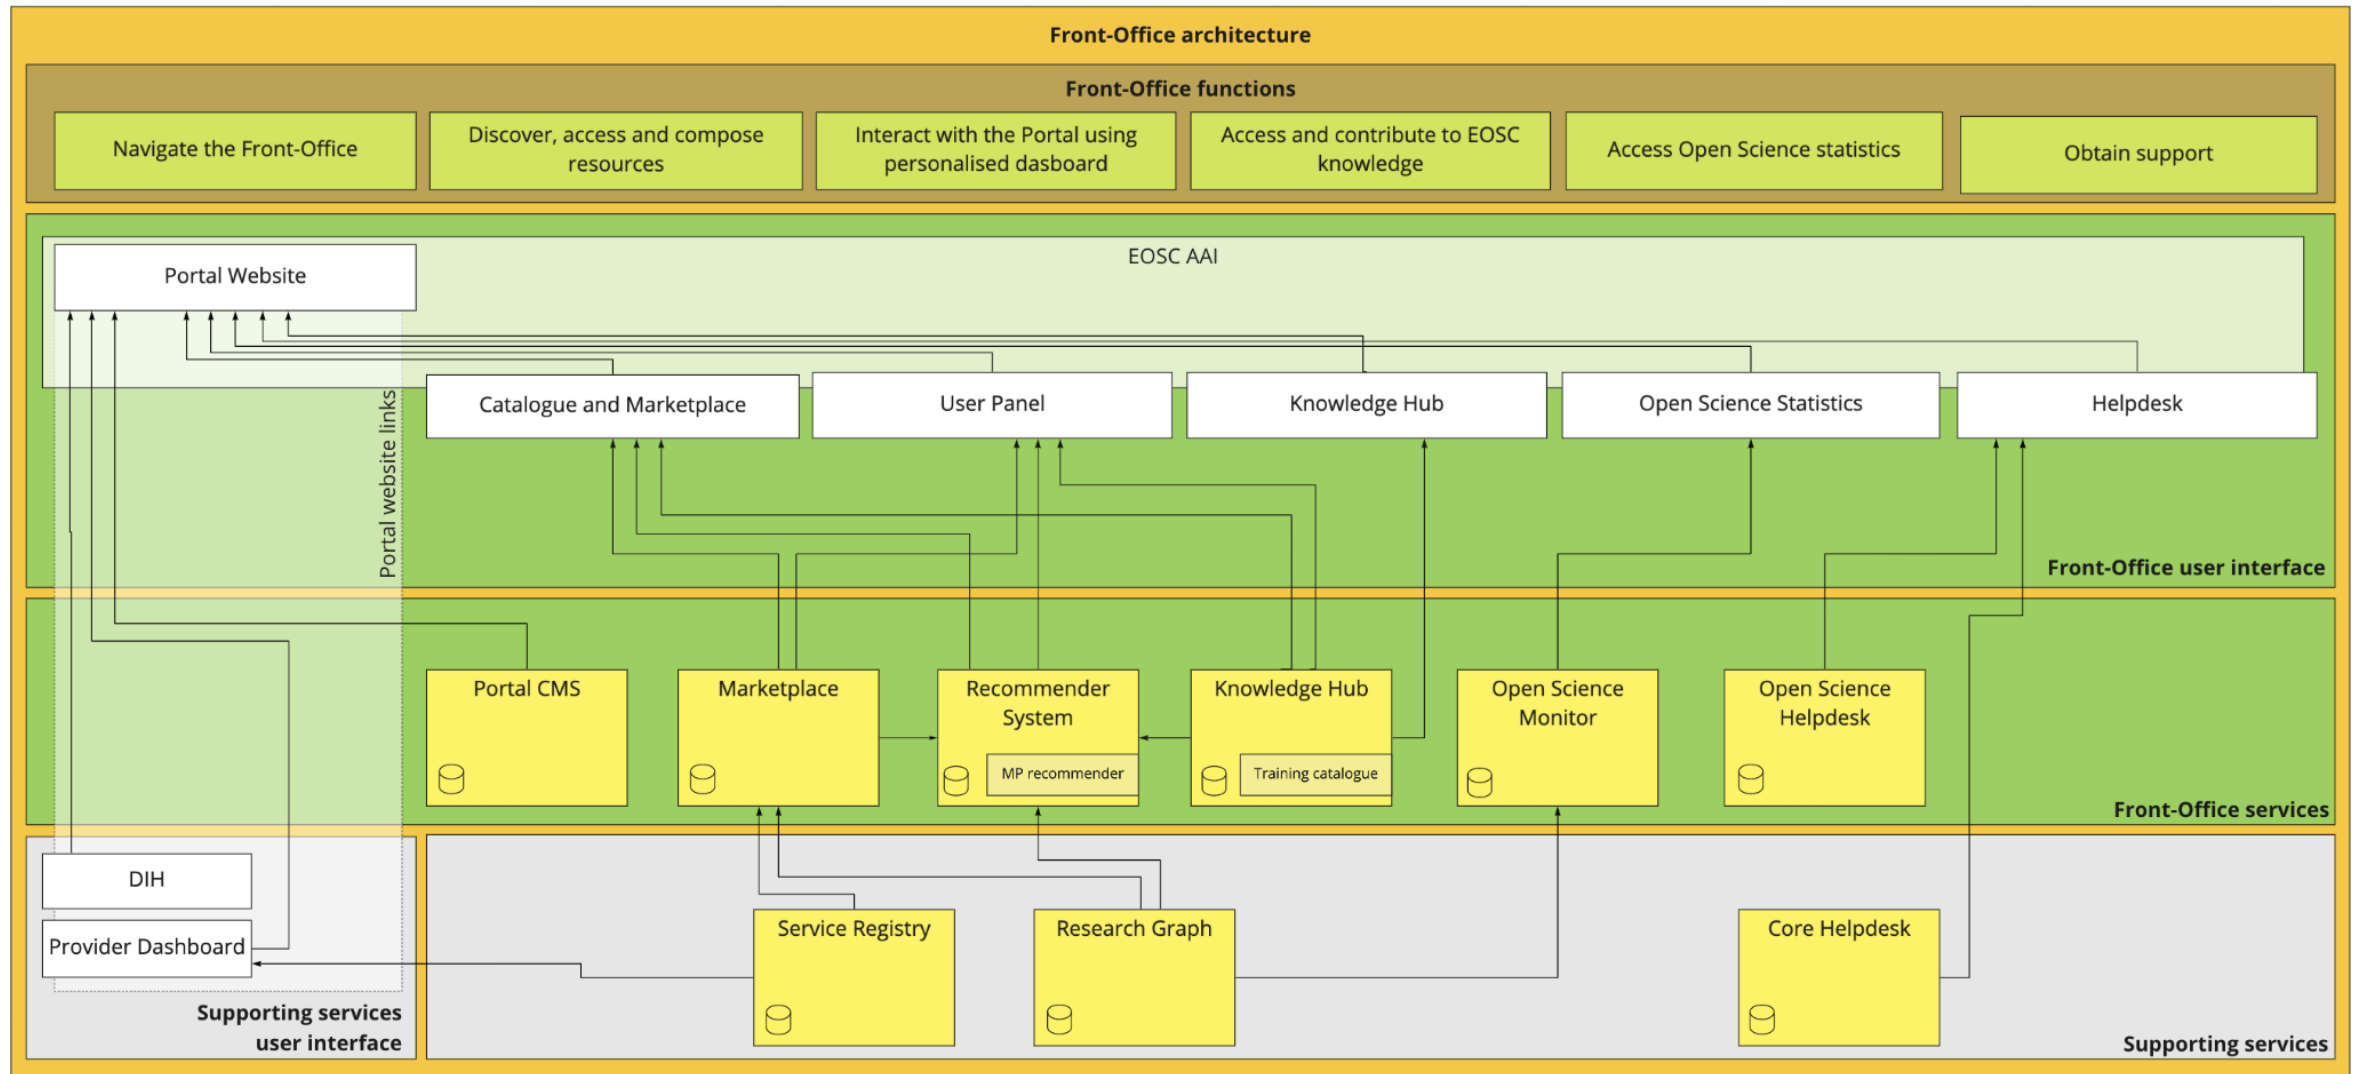 Front-Office architecture
Front-Office functions
Navigate the Front-Office
Discover, access and compose
resources
Interact with the Portal using
personalised dasboard
Access and contribute to EOSC
knowledge
Access Open Science statistics
Obtain support
EOSC AAI
Portal Website
Portal website links
Catalogue and Marketplace
User Panel
Knowledge Hub
Open Science Statistics
Helpdesk
Front-Office user interface
Portal CMS
Marketplace
Recommender
System
MP recommender
Knowledge Hub
Training catalogue
Open Science
Monitor
Open Science
Helpdesk
Front-Office services
DIH
Provider Dashboard
Supporting services
user interface
Service Registry
Research Graph
Core Helpdesk
Supporting services